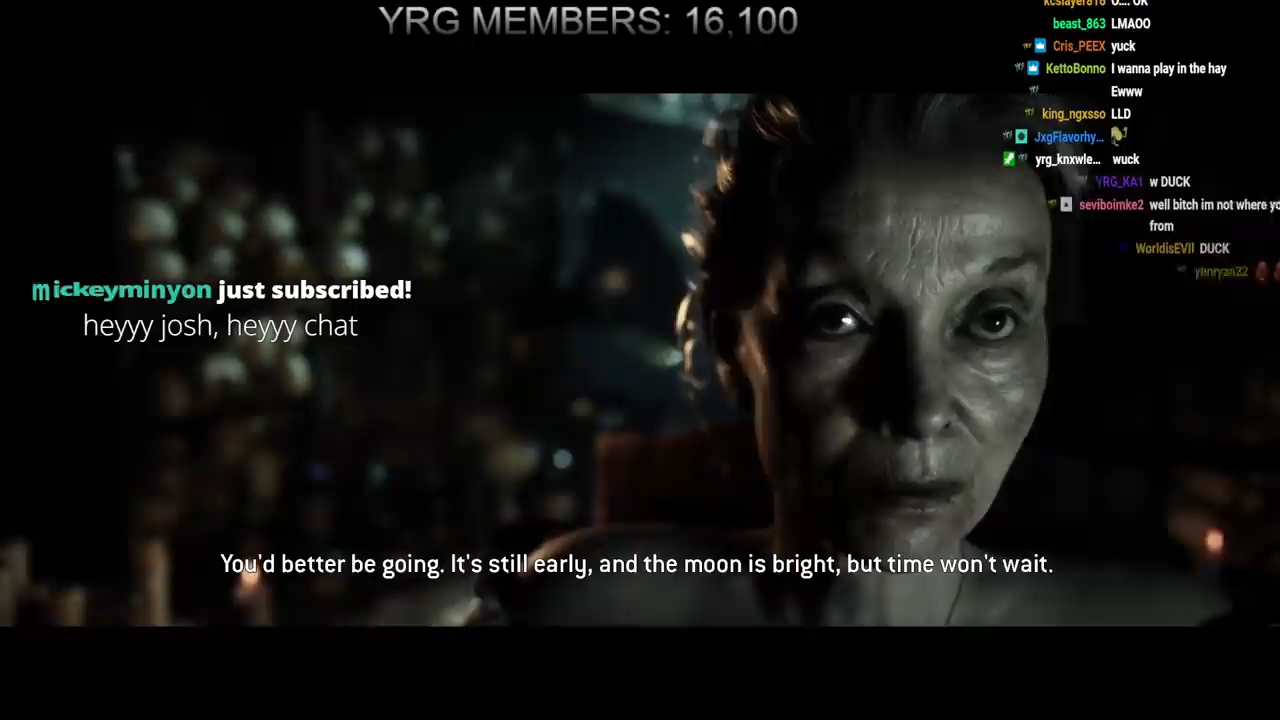 YRG MEMBERS: 16,100
beast_863 LMAOO
Cris_PEEX yuck
KettoBonno I wanna play in the hay
Ewww
king_ngxsso LLD
JxgFlavorhy...
yrg_knxwle... wuck
YRG_KA1 w DUCK
seviboimke2 well bitch im not where yo
from
WorldisEVIl DUCK
mickeyminyon just subscribed!
heyyy josh, heyyy chat
You'd better be going. It's still early, and the moon is bright, but time won't wait.